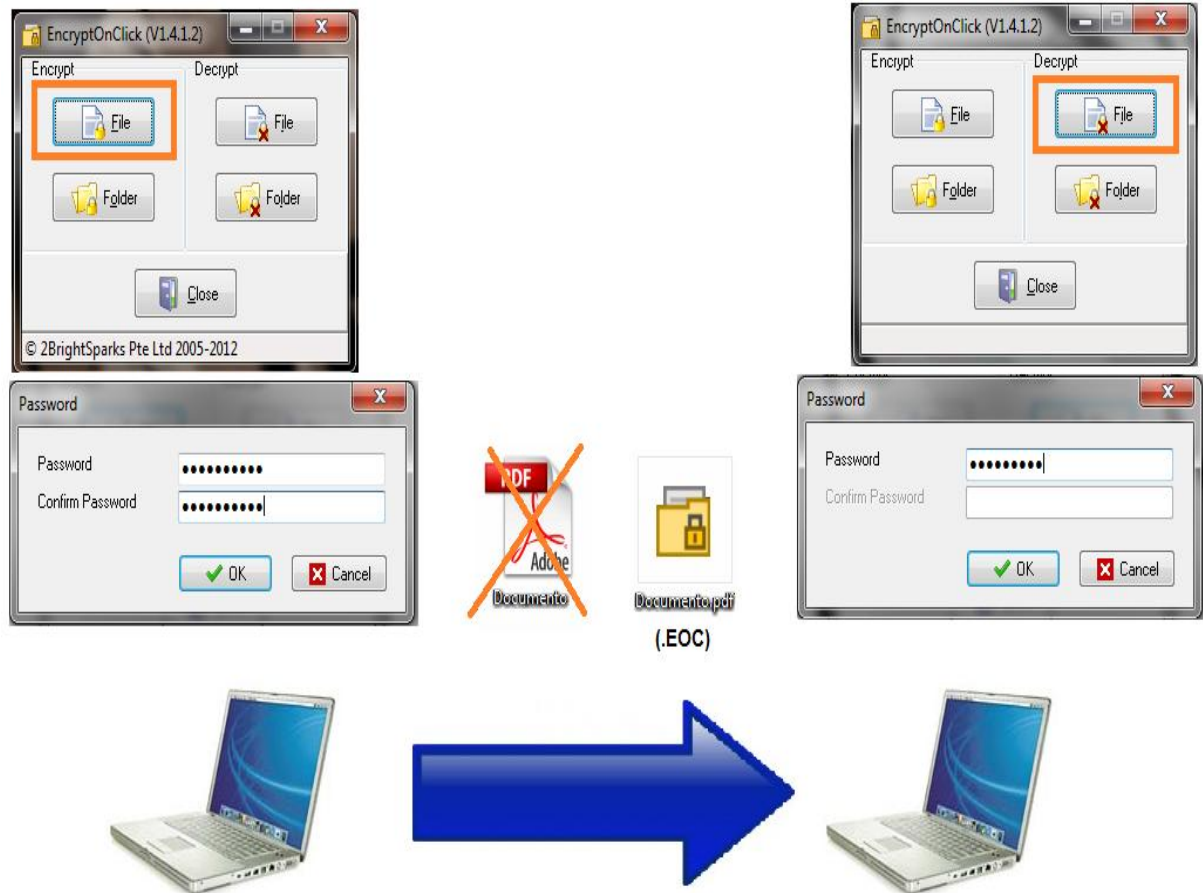 EncryptOnClick (V1.4.1.2)
Encrypt
Decrypt
File
File
Folder
Folder
Close
© 2BrightSparks Pte Ltd 2005-2012
EncryptOnClick (V1.4.1.2)
Encrypt
Decrypt
File
File
Folder
Folder
Close
Password
Password
Confirm Password
OK
Cancel
PDF
Adobe
Documento
Documento.pdf
(.EOC)
Password
Password
Confirm Password
OK
Cancel